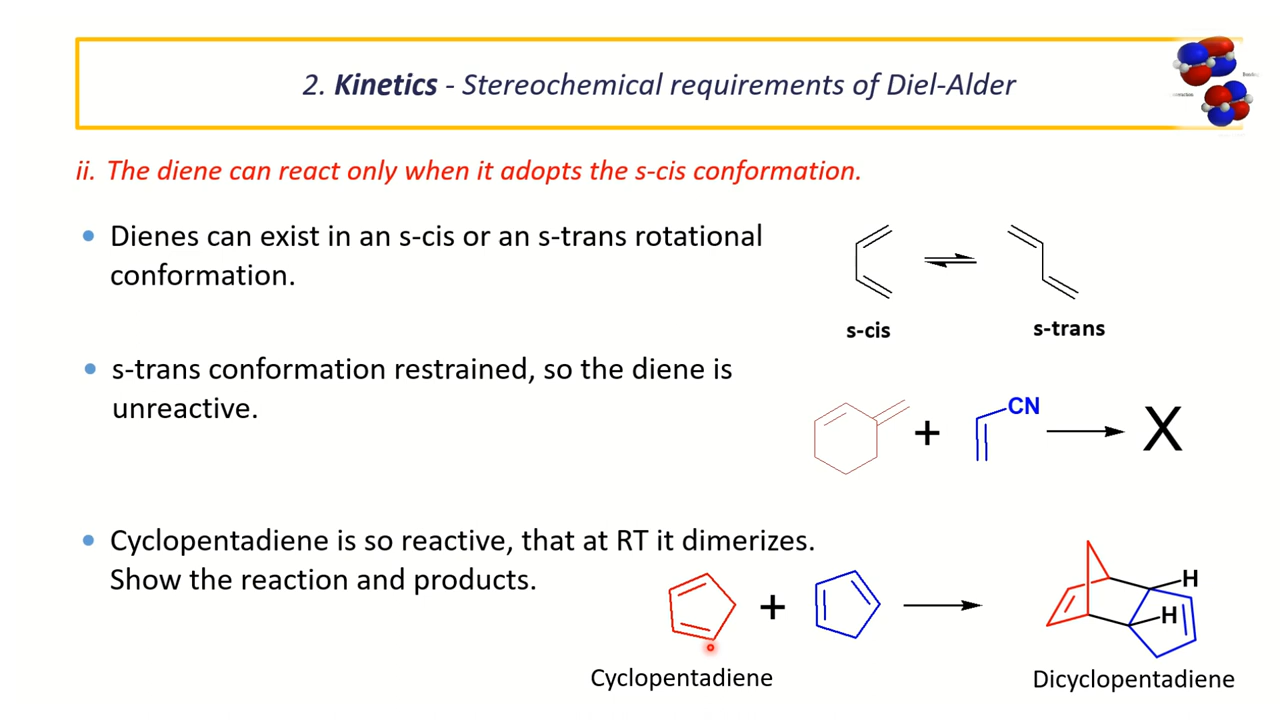 2. Kinetics - Stereochemical requirements of Diel-Alder
ii. The diene can react only when it adopts the s-cis conformation.
• Dienes can exist in an s-cis or an s-trans rotational
conformation.
s-cis
s-trans
• s-trans conformation restrained, so the diene is
unreactive.
+
CN
X
• Cyclopentadiene is so reactive, that at RT it dimerizes.
Show the reaction and products.
+
H
H
Cyclopentadiene
Dicyclopentadiene